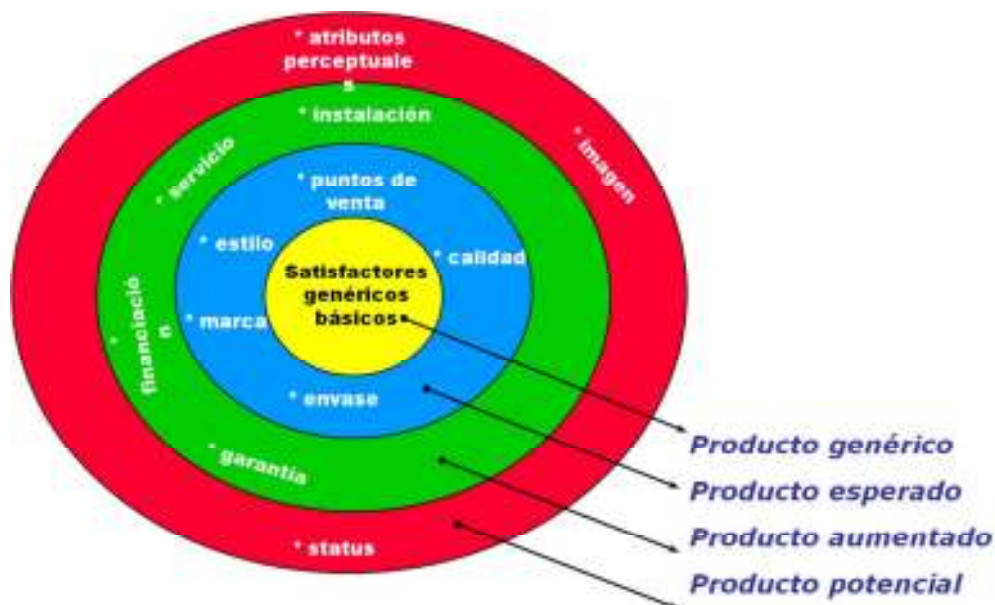 * atributos
perceptuale
s
* instalación
* servicio
* imagen
* puntos de
venta
* estilo
* calidad
Satisfactores
genéricos
básicos
* marca
* financiació
n
* envase
* garantía
* status
Producto genérico
Producto esperado
Producto aumentado
Producto potencial